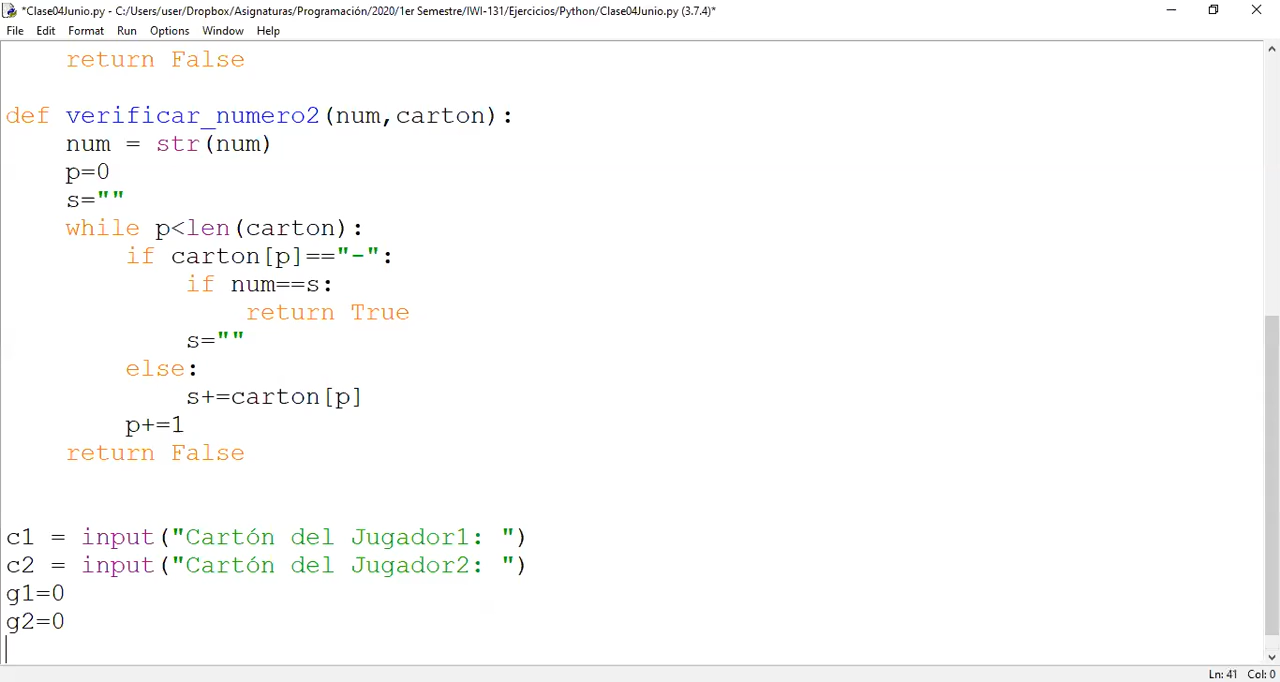 *Clase04Junio.py - C:/Users/user/Dropbox/Asignaturas/Programación/2020/1er Semestre/IWI-131/Ejercicios/Python/Clase04Junio.py (3.7.4)*
File Edit Format Run Options Window Help
    return False

def verificar_numero2(num,carton):
    num = str(num)
    p=0
    s=""
    while p<len(carton):
        if carton[p]=="-":
            if num==s:
                return True
            s=""
        else:
            s+=carton[p]
        p+=1
    return False


c1 = input("Cartón del Jugador1: ")
c2 = input("Cartón del Jugador2: ")
g1=0
g2=0
Ln: 41 Col: 0